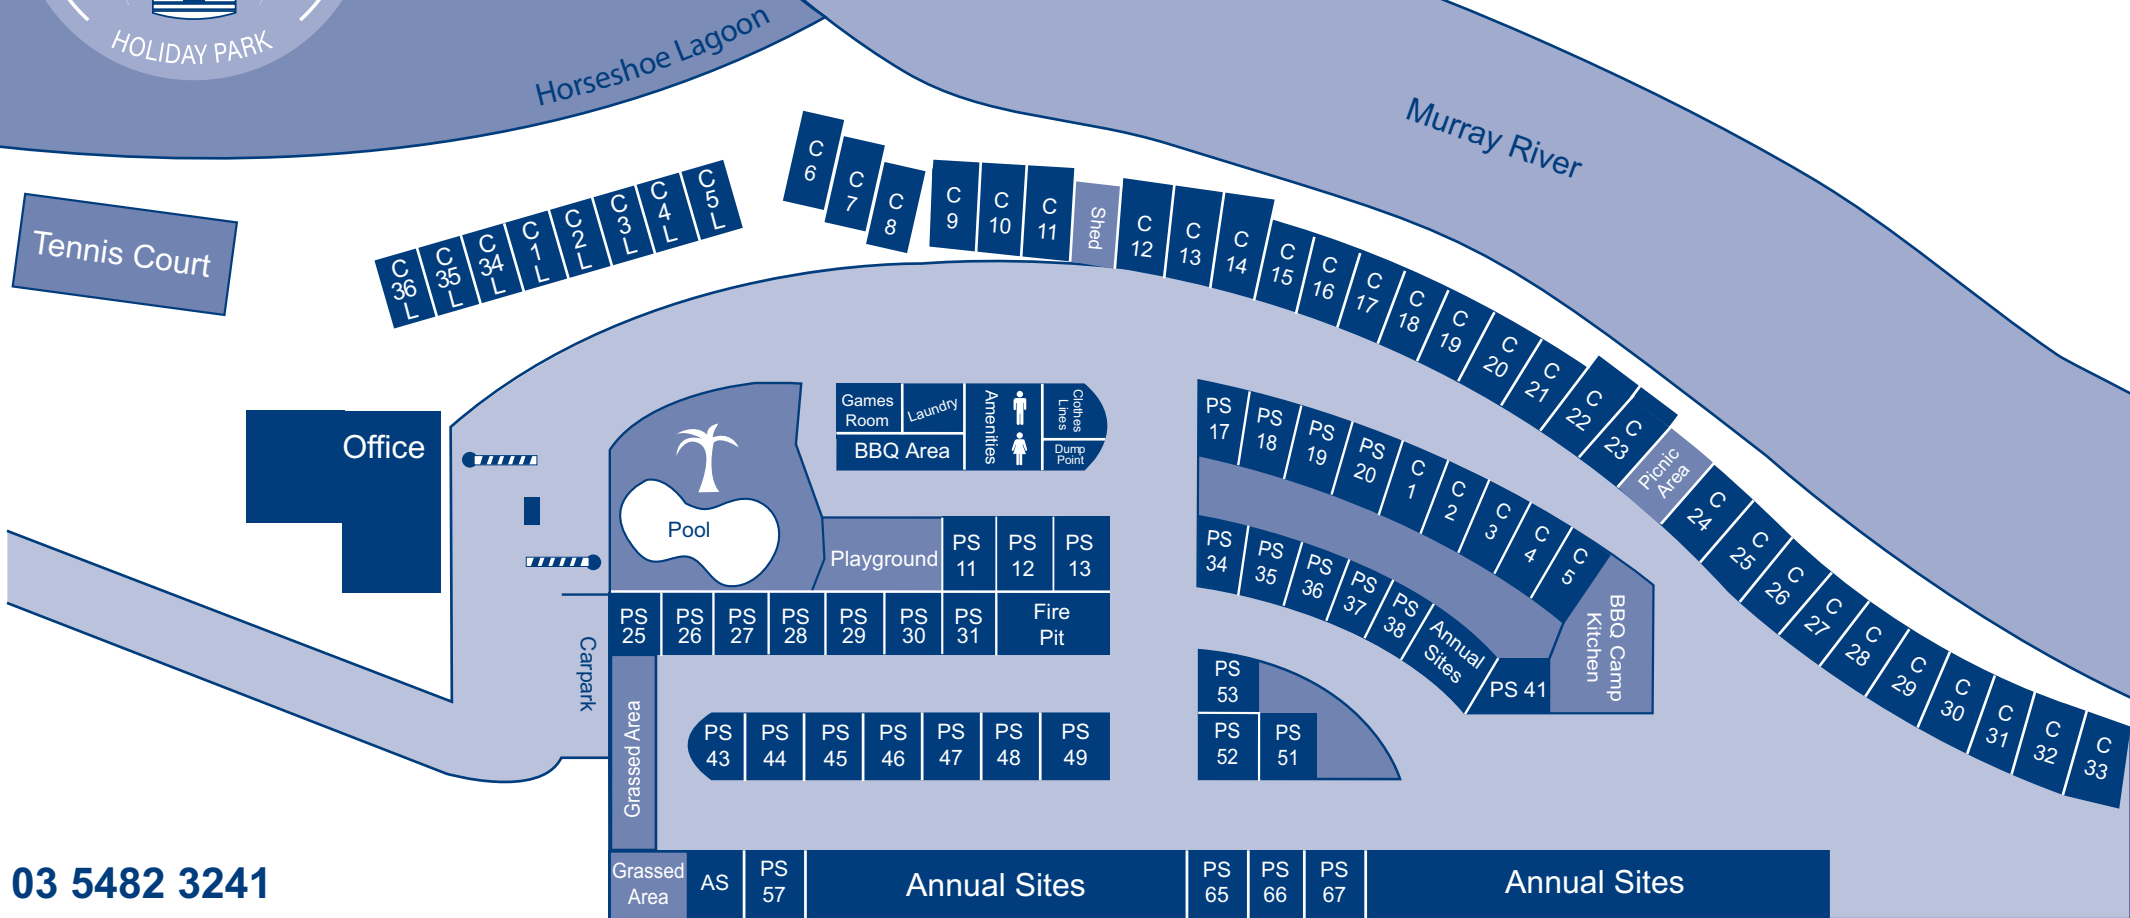 HOLIDAY PARK
Horseshoe Lagoon
Murray River
Tennis Court
C
36
L
C
35
L
C
34
L
C
1
L
C
2
L
C
3
L
C
4
L
C
5
L
C
6
C
7
C
8
C
9
C
10
C
11
Shed
C
12
C
13
C
14
C
15
C
16
C
17
C
18
C
19
C
20
C
21
C
22
C
23
Picnic
Area
C
24
C
25
C
26
C
27
C
28
C
29
C
30
C
31
C
32
C
33
Office
Games
Room
Laundry
BBQ Area
Amenities
Clothes
Lines
Dump
Point
Pool
Playground
PS
11
PS
12
PS
13
PS
17
PS
18
PS
19
PS
20
C
1
C
2
C
3
C
4
C
5
BBQ Camp
Kitchen
PS
34
PS
35
PS
36
PS
37
PS
38
Annual
Sites
PS 41
Carpark
PS
25
PS
26
PS
27
PS
28
PS
29
PS
30
PS
31
Fire
Pit
Grassed Area
PS
43
PS
44
PS
45
PS
46
PS
47
PS
48
PS
49
PS
53
PS
52
PS
51
03 5482 3241
Grassed
Area
AS
PS
57
Annual Sites
PS
65
PS
66
PS
67
Annual Sites